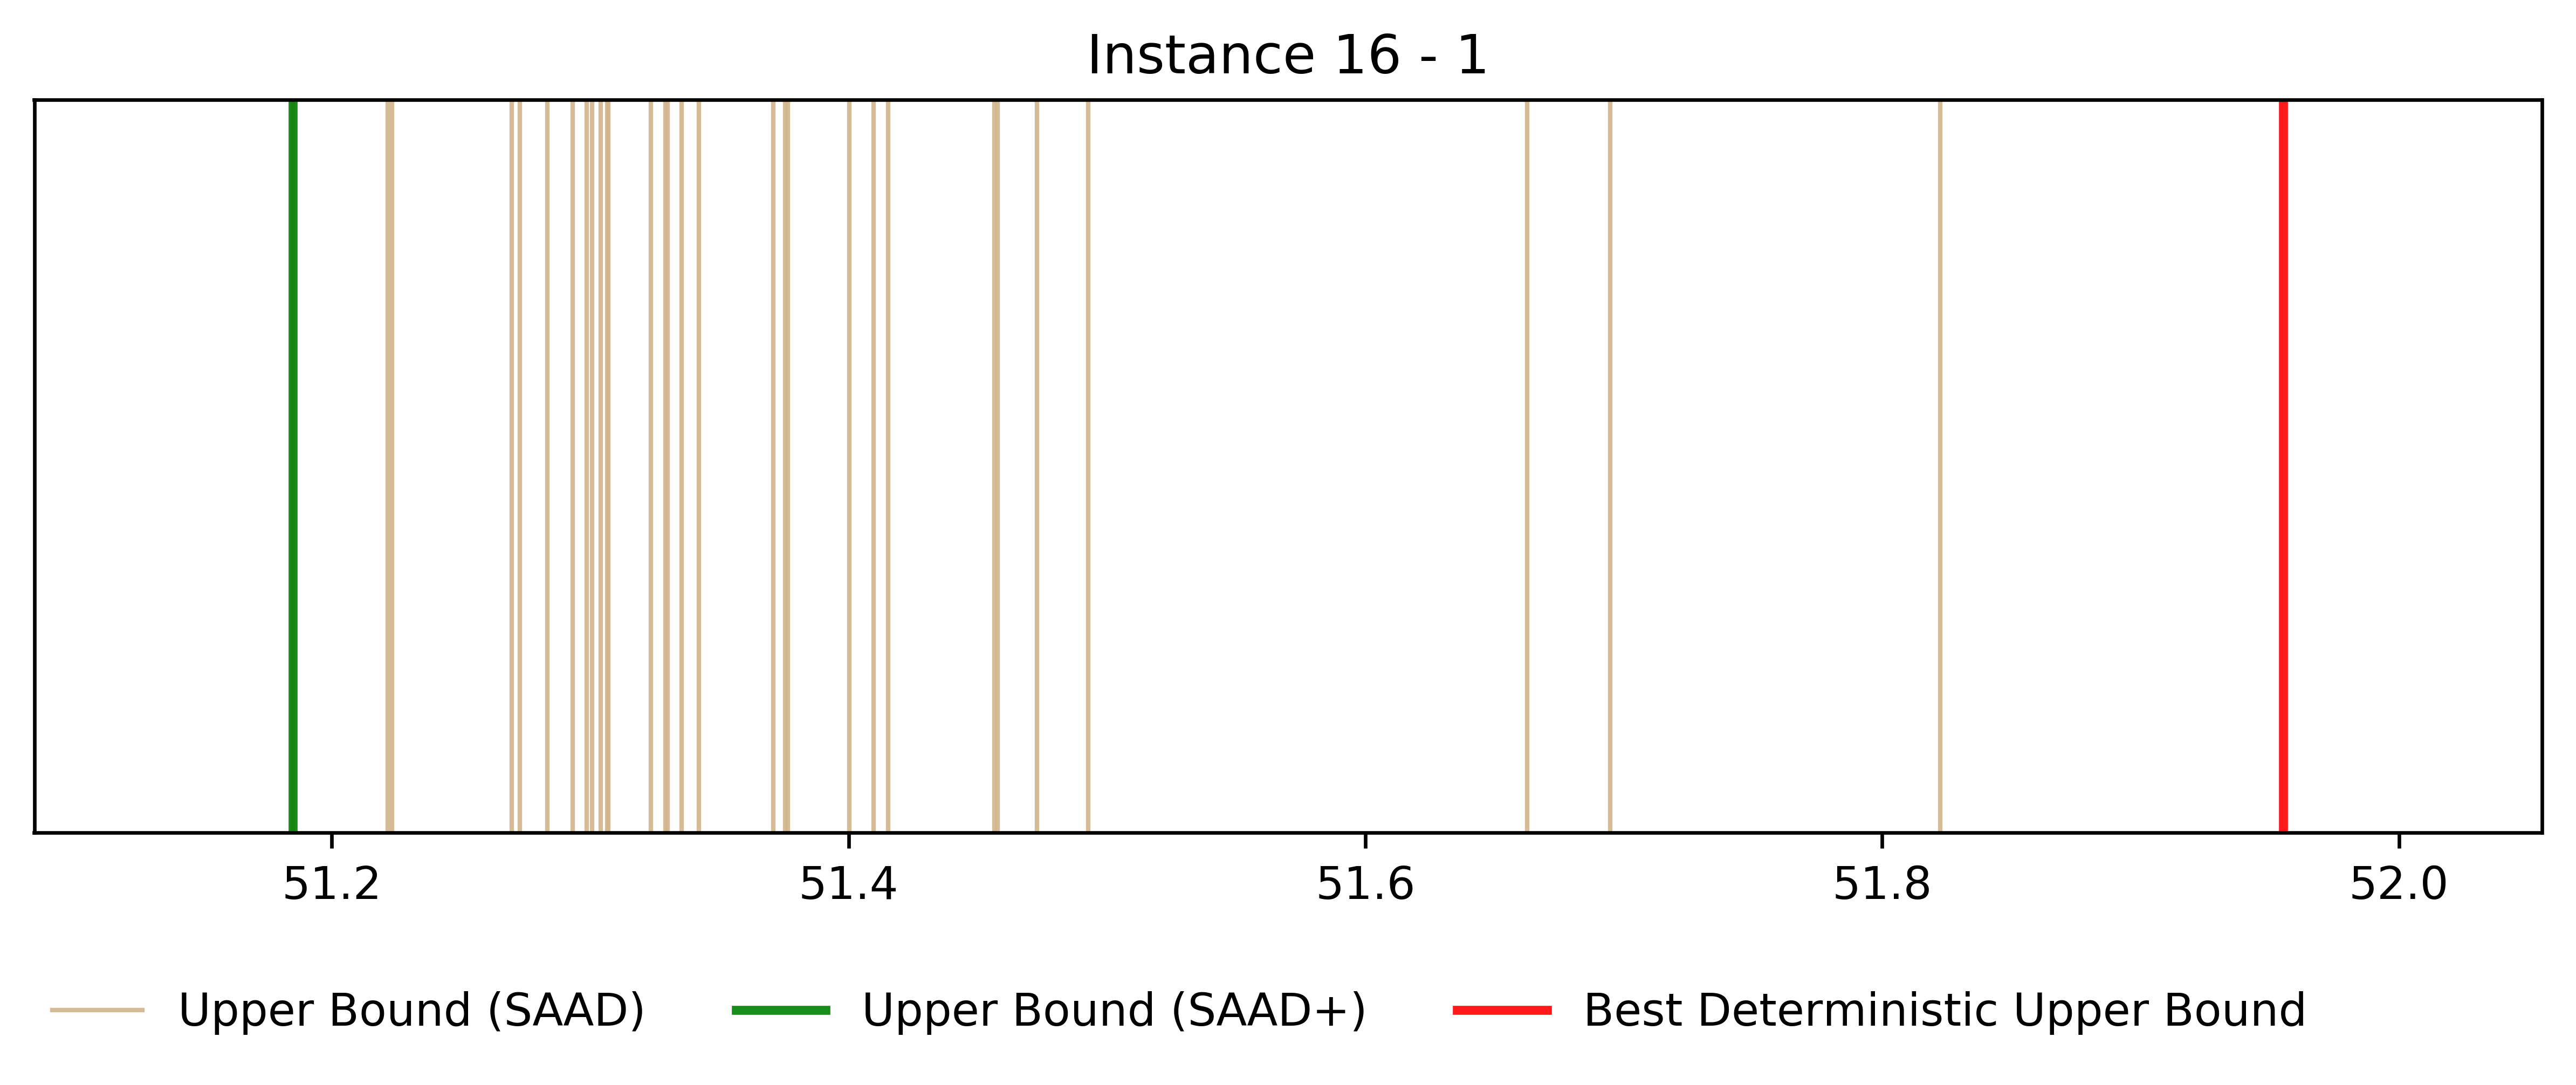 Instance 16 - 1
51.2 51.4 51.6 51.8 52.0
Upper Bound (SAAD) Upper Bound (SAAD+) Best Deterministic Upper Bound